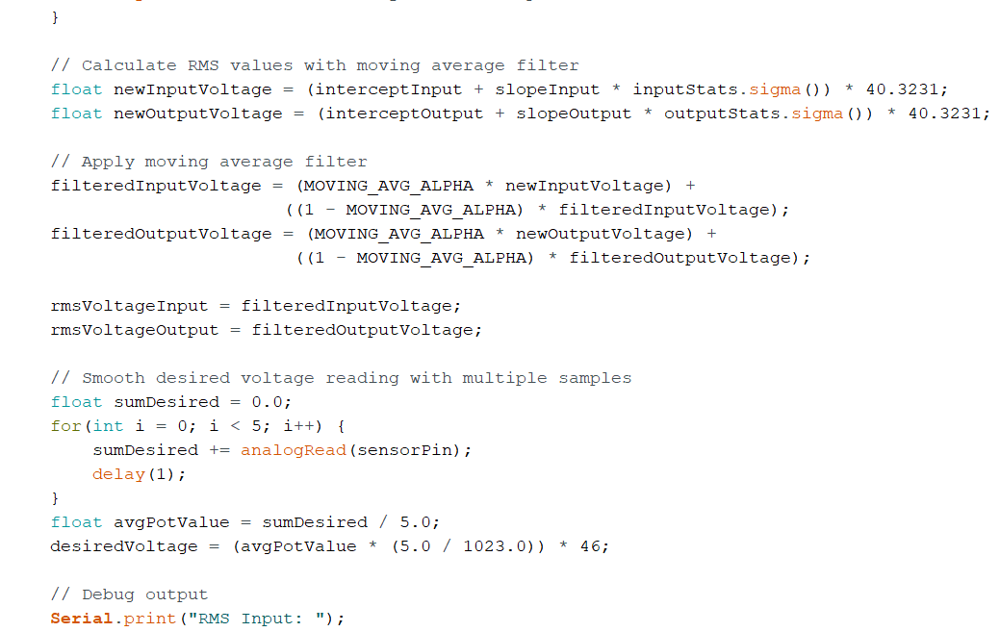 }
// Calculate RMS values with moving average filter
float newInputVoltage = (interceptInput + slopeInput * inputStats.sigma()) * 40.3231;
float newOutputVoltage = (interceptOutput + slopeOutput * outputStats.sigma()) * 40.3231;
// Apply moving average filter
filteredInputVoltage = (MOVING_AVG_ALPHA * newInputVoltage) +
((1 - MOVING_AVG_ALPHA) * filteredInputVoltage);
filteredOutputVoltage = (MOVING_AVG_ALPHA * newOutputVoltage) +
((1 - MOVING_AVG_ALPHA) * filteredOutputVoltage);
rmsVoltageInput = filteredInputVoltage;
rmsVoltageOutput = filteredOutputVoltage;
// Smooth desired voltage reading with multiple samples
float sumDesired = 0.0;
for(int i = 0; i < 5; i++) {
sumDesired += analogRead(sensorPin);
delay(1);
}
float avgPotValue = sumDesired / 5.0;
desiredVoltage = (avgPotValue * (5.0 / 1023.0)) * 46;
// Debug output
Serial.print("RMS Input: ");